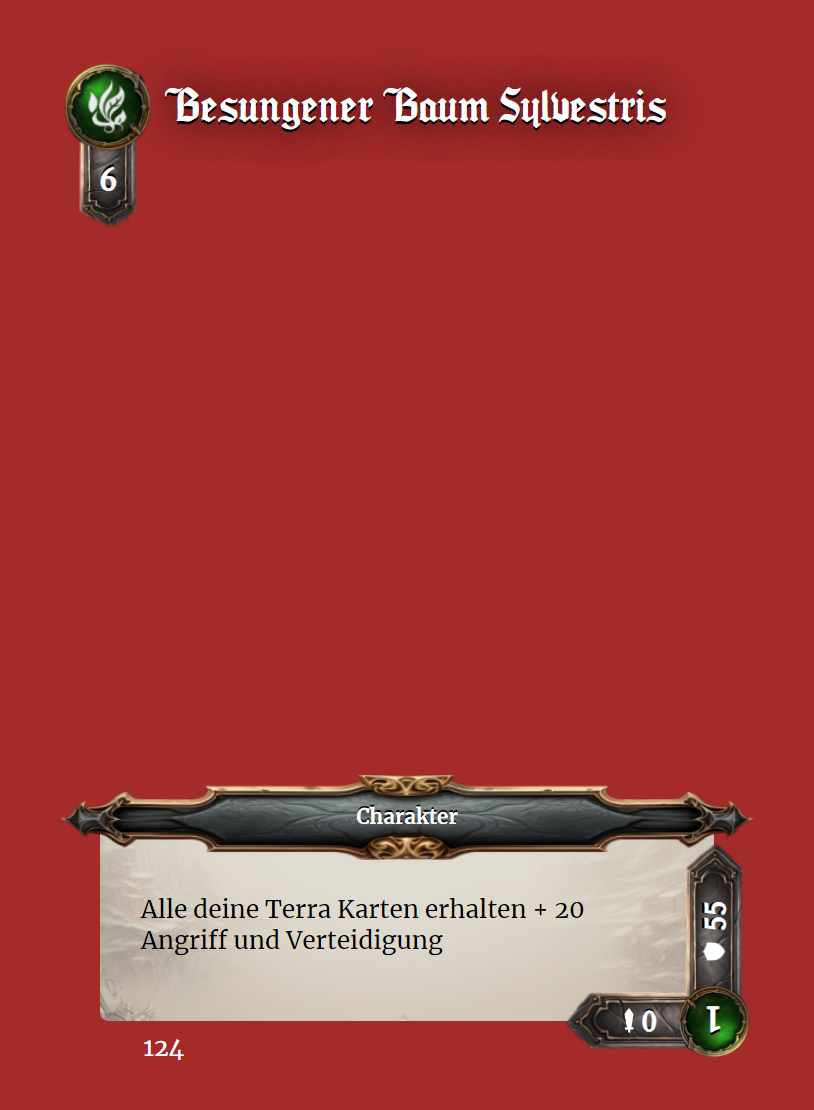 Besungener Baum Sylvestris
6
Charakter
Alle deine Terra Karten erhalten + 20
Angriff und Verteidigung
55
0
1
124